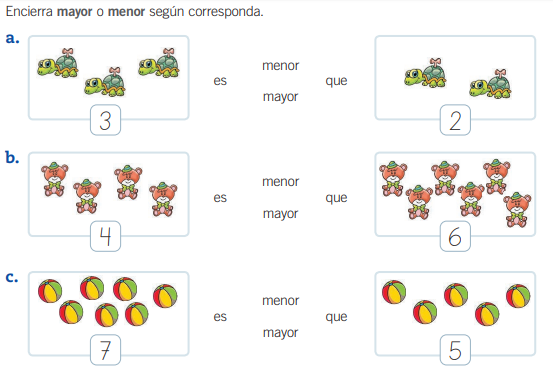 Encierra mayor o menor según corresponda.
a.
menor
es que
mayor
3 2
b.
menor
es que
mayor
4 6
c.
menor
es que
mayor
7 5